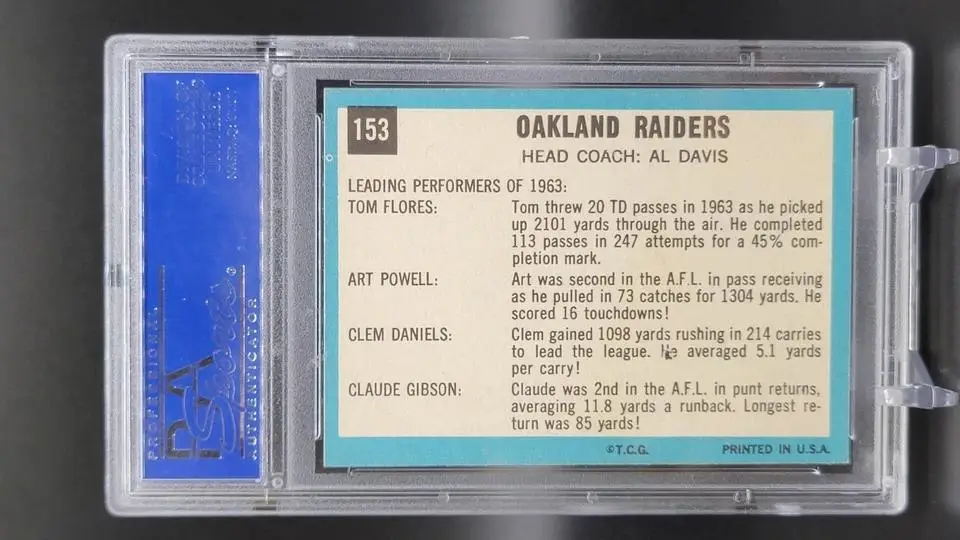 153
OAKLAND RAIDERS
HEAD COACH: AL DAVIS
LEADING PERFORMERS OF 1963:
TOM FLORES: Tom threw 20 TD passes in 1963 as he picked
up 2101 yards through the air. He completed
113 passes in 247 attempts for a 45% com-
pletion mark.
ART POWELL: Art was second in the A.F.L. in pass receiving
as he pulled in 73 catches for 1304 yards. He
scored 16 touchdowns!
CLEM DANIELS: Clem gained 1098 yards rushing in 214 carries
to lead the league. He averaged 5.1 yards
per carry!
CLAUDE GIBSON: Claude was 2nd in the A.F.L. in punt returns,
averaging 11.8 yards a runback. Longest re-
turn was 85 yards!
©T.C.G. PRINTED IN U.S.A.
PROFESSIONAL
PSA
Sports®
AUTHENTICATOR